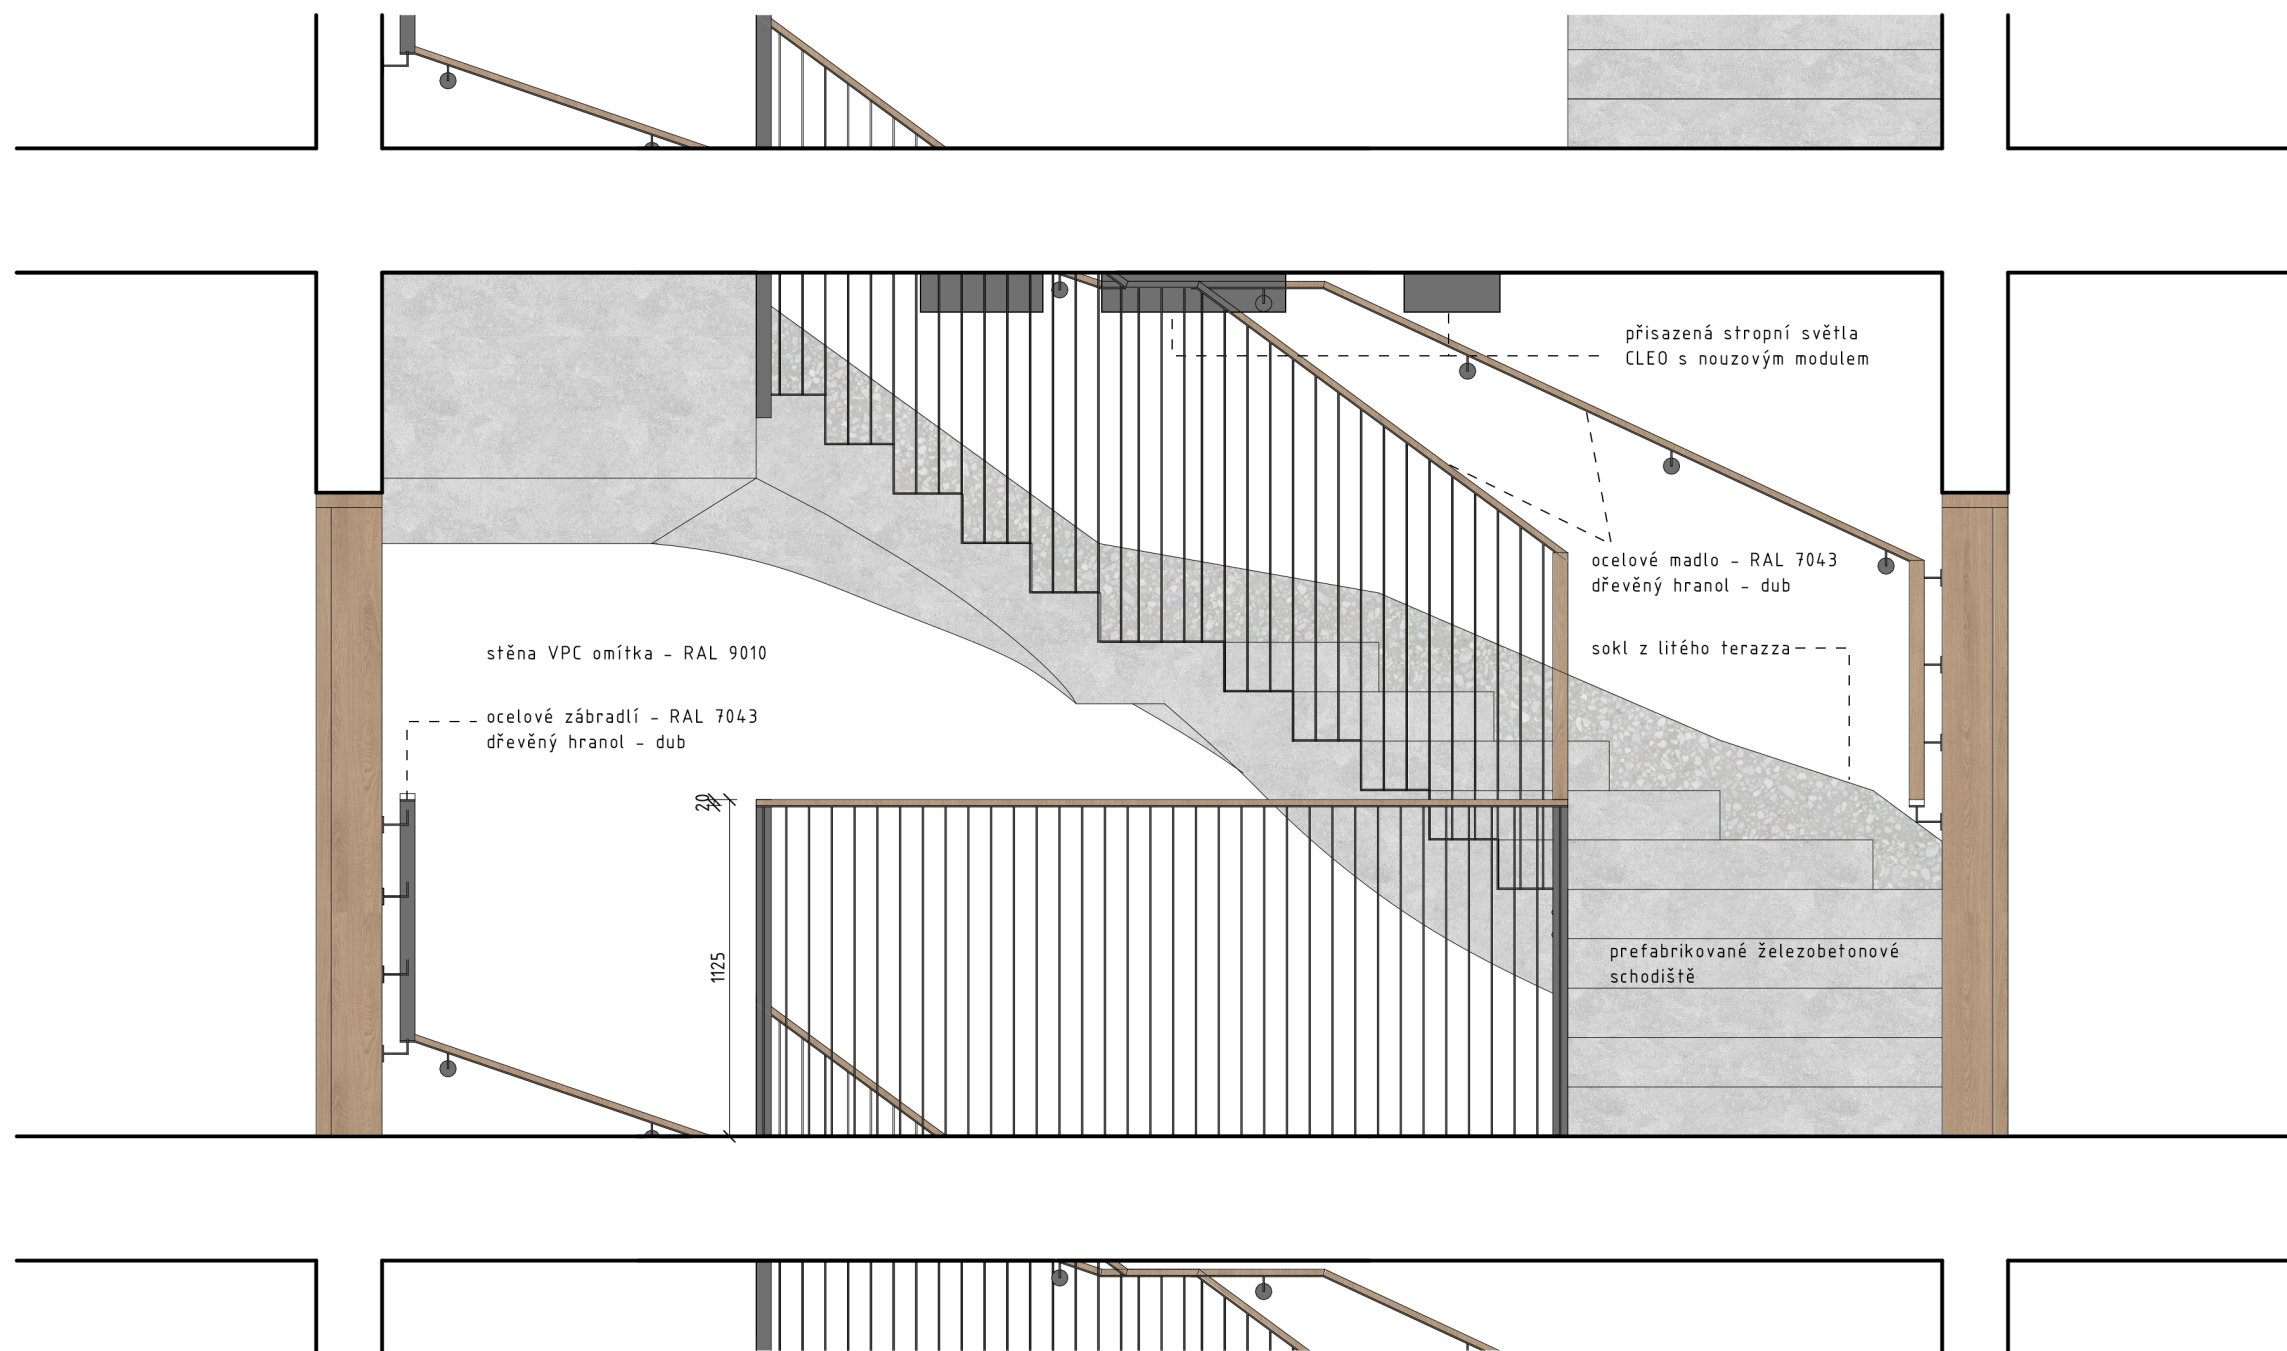 přisazená stropní světla
CLEO s nouzovým modulem
ocelové madlo - RAL 7043
dřevěný hranol - dub
sokl z litého terazza
stěna VPC omítka - RAL 9010
ocelové zábradlí - RAL 7043
dřevěný hranol - dub
20
1125
prefabrikované železobetonové
schodiště